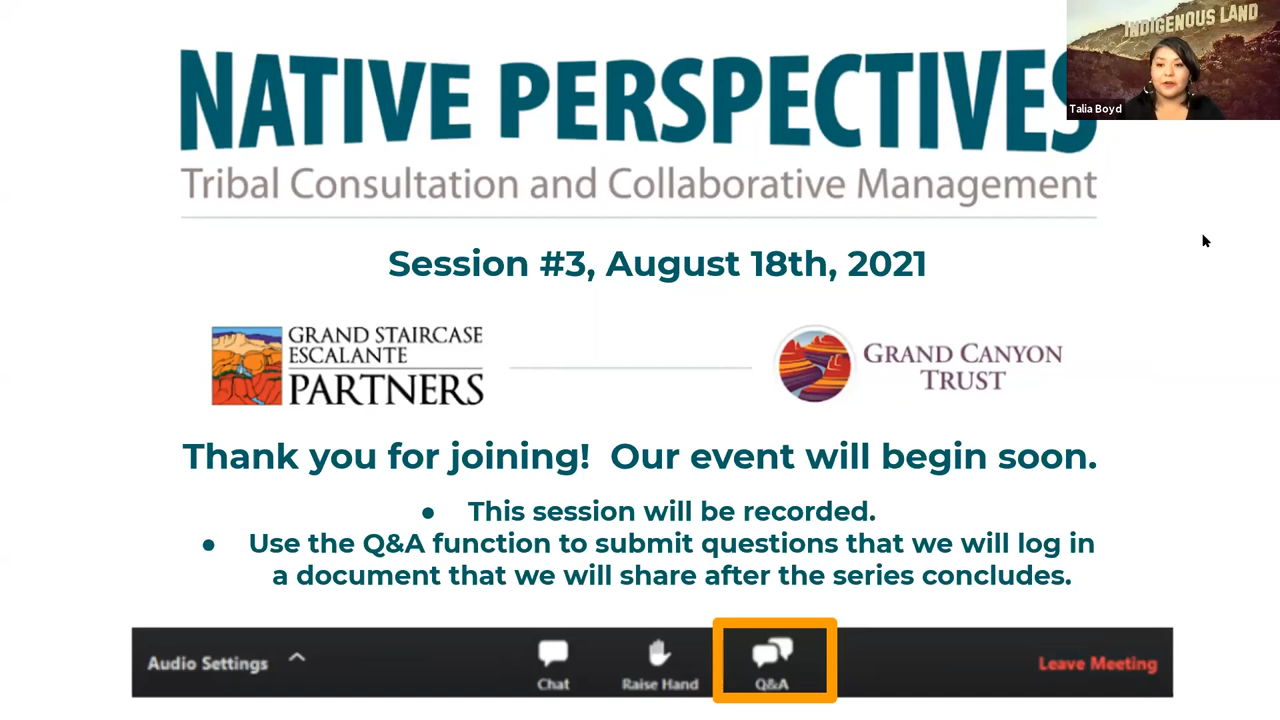 INDIGENOUS LAND
Talia Boyd
NATIVE PERSPECTIVES
Tribal Consultation and Collaborative Management
Session #3, August 18th, 2021
GRAND STAIRCASE
ESCALANTE
PARTNERS
GRAND CANYON
TRUST
Thank you for joining! Our event will begin soon.
● This session will be recorded.
● Use the Q&A function to submit questions that we will log in
a document that we will share after the series concludes.
Audio Settings
Chat
Raise Hand
Q&A
Leave Meeting